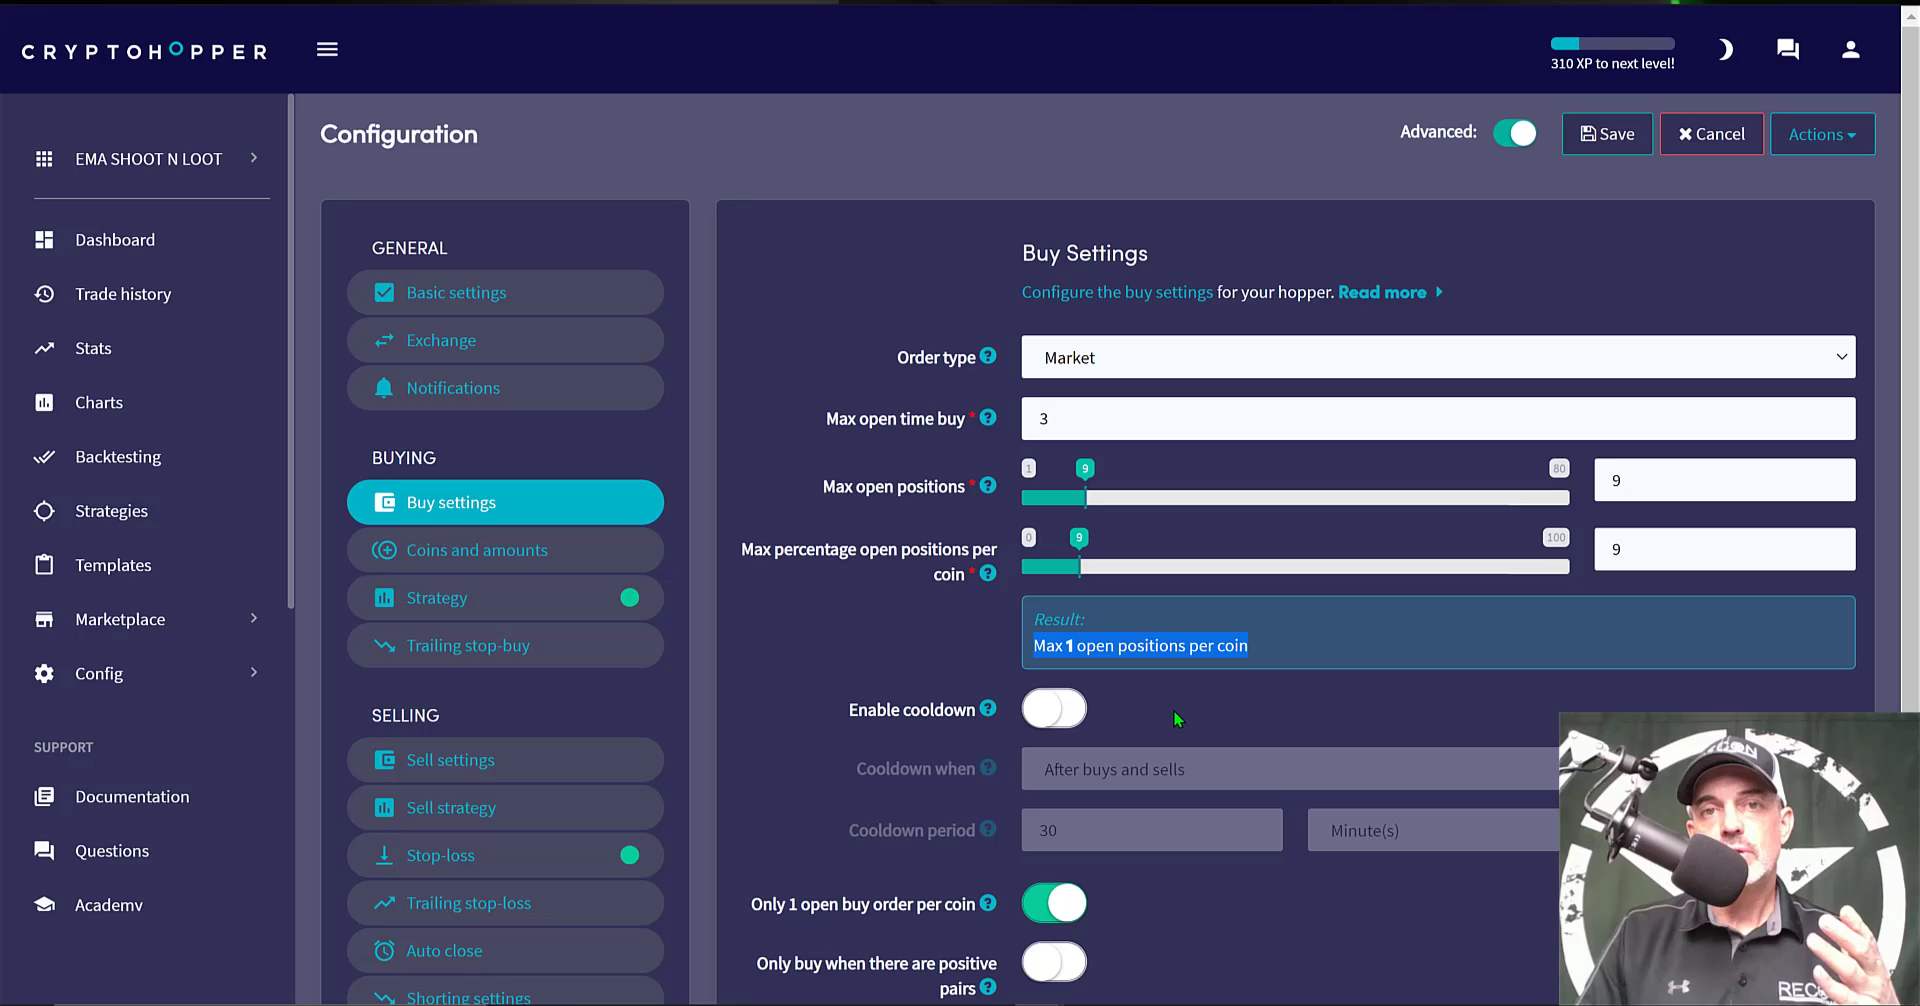 CRYPTOHOPPER
310 XP to next level!
EMA SHOOT N LOOT
Dashboard
Trade history
Stats
Charts
Backtesting
Strategies
Templates
Marketplace
Config
SUPPORT
Documentation
Questions
Academy
Configuration
Advanced:
Save
Cancel
Actions
GENERAL
Basic settings
Exchange
Notifications
BUYING
Buy settings
Coins and amounts
Strategy
Trailing stop-buy
SELLING
Sell settings
Sell strategy
Stop-loss
Trailing stop-loss
Auto close
Shorting settings
Buy Settings
Configure the buy settings for your hopper. Read more
Order type ?
Market
Max open time buy * ?
3
Max open positions * ?
1 9 80
9
Max percentage open positions per
coin * ?
0 9 100
9
Result:
Max 1 open positions per coin
Enable cooldown ?
Cooldown when ?
After buys and sells
Cooldown period ?
30
Minute(s)
Only 1 open buy order per coin ?
Only buy when there are positive
pairs ?